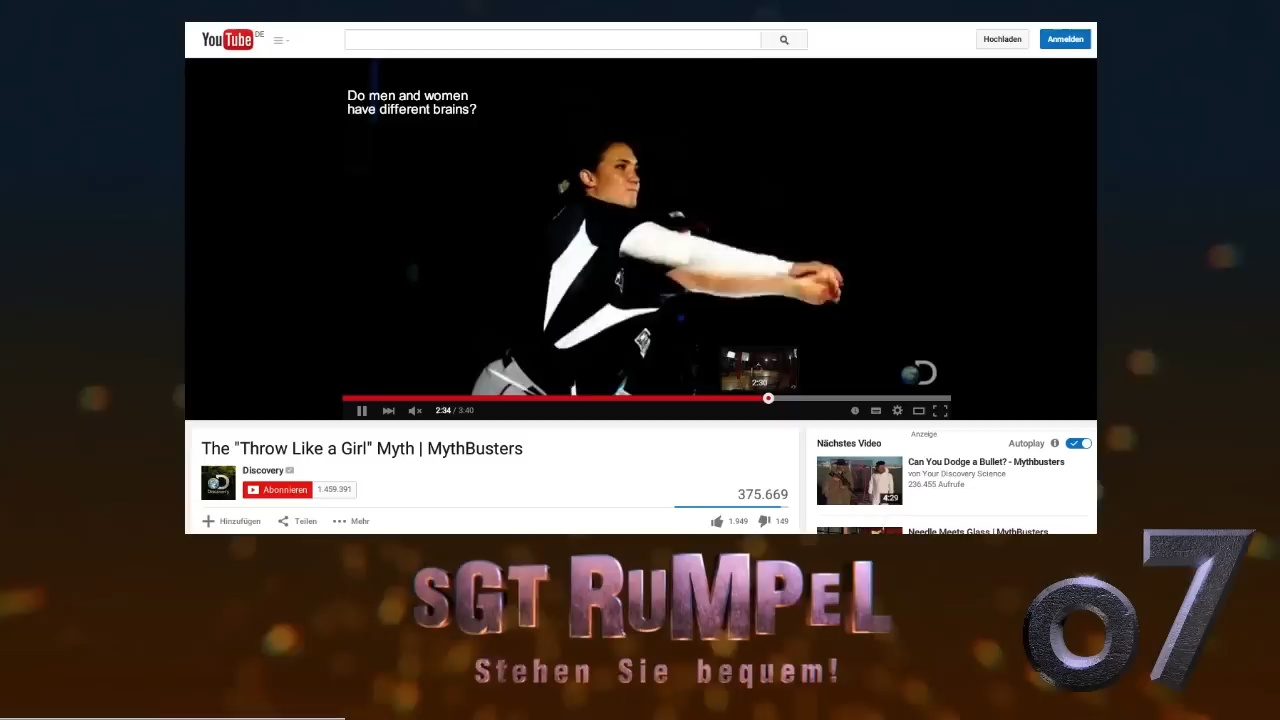 YouTube DE
Hochladen
Anmelden
Do men and women
have different brains?
2:30
2:34 / 3:40
The "Throw Like a Girl" Myth | MythBusters
Discovery
Abonnieren 1.459.391
375.669
Hinzufügen Teilen Mehr
1.949 149
Anzeige
Nächstes Video Autoplay
Can You Dodge a Bullet? - Mythbusters
von Your Discovery Science
236.455 Aufrufe
4:29
Needle Meets Glass | MythBusters
SGT RUMPEL
Stehen Sie bequem!
o7